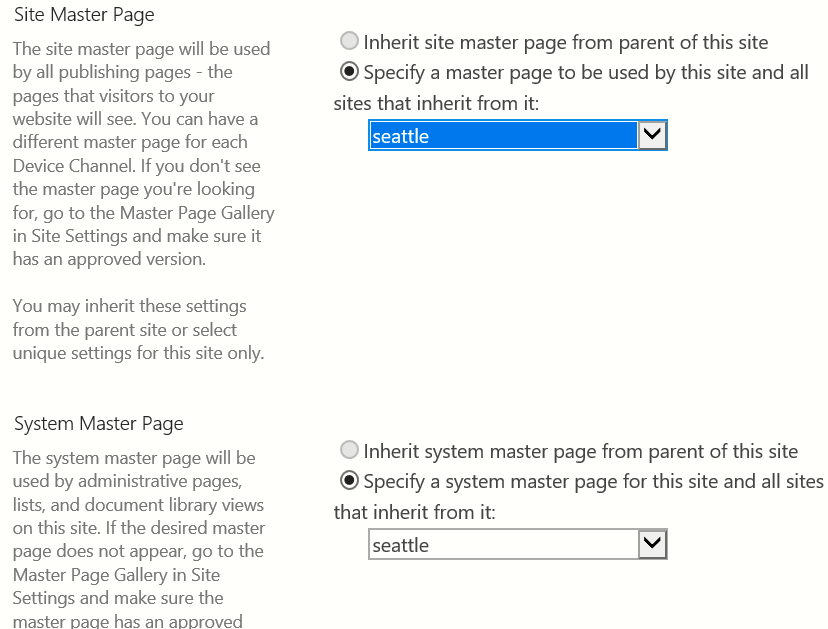 Site Master Page
The site master page will be used
by all publishing pages - the
pages that visitors to your
website will see. You can have a
different master page for each
Device Channel. If you don't see
the master page you're looking
for, go to the Master Page Gallery
in Site Settings and make sure it
has an approved version.
You may inherit these settings
from the parent site or select
unique settings for this site only.
Inherit site master page from parent of this site
Specify a master page to be used by this site and all
sites that inherit from it:
seattle
System Master Page
The system master page will be
used by administrative pages,
lists, and document library views
on this site. If the desired master
page does not appear, go to the
Master Page Gallery in Site
Settings and make sure the
master page has an approved
Inherit system master page from parent of this site
Specify a system master page for this site and all sites
that inherit from it:
seattle